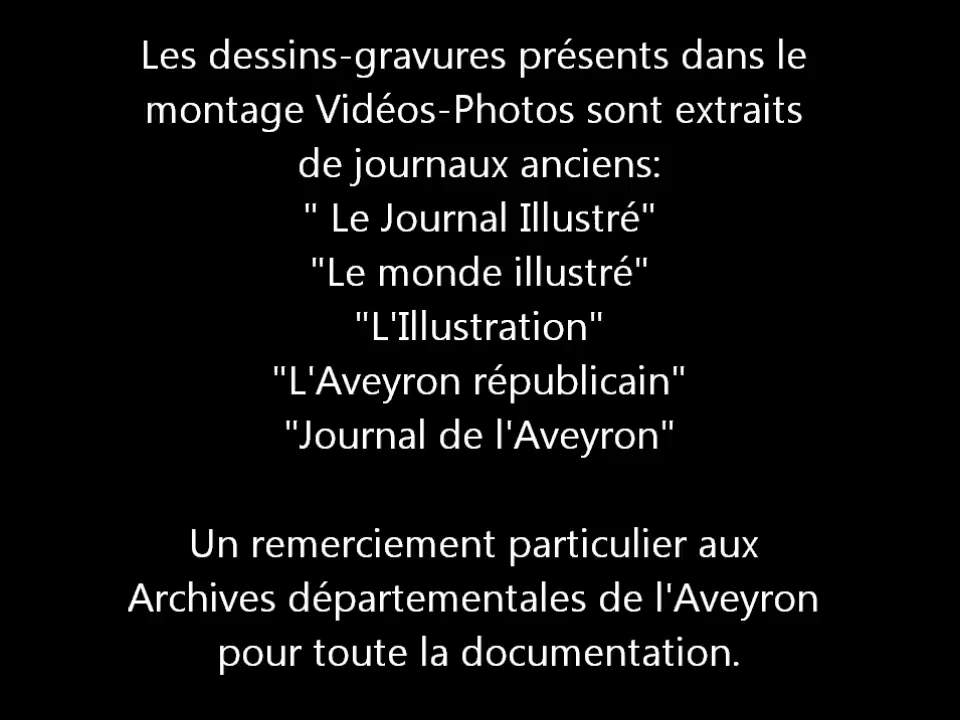 Les dessins-gravures présents dans le
montage Vidéos-Photos sont extraits
de journaux anciens:
" Le Journal Illustré"
"Le monde illustré"
"L'Illustration"
"L'Aveyron républicain"
"Journal de l'Aveyron"
Un remerciement particulier aux
Archives départementales de l'Aveyron
pour toute la documentation.